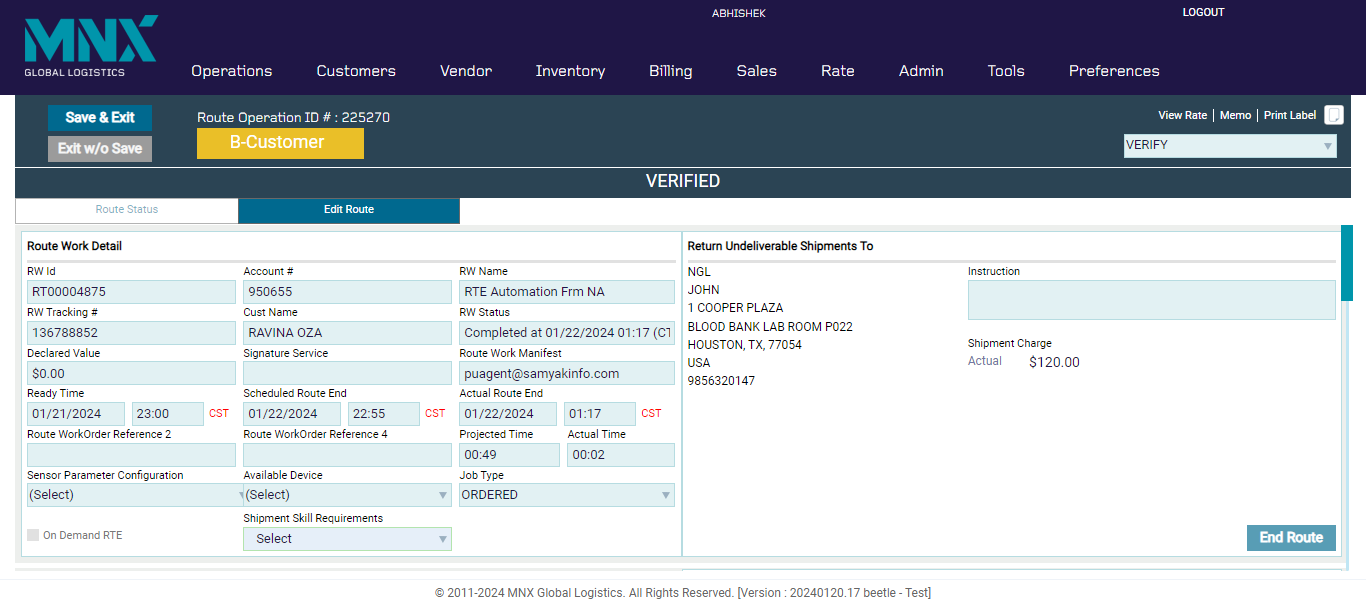 ABHISHEK
LOGOUT
MNX
GLOBAL LOGISTICS
Operations Customers Vendor Inventory Billing Sales Rate Admin Tools Preferences
Save & Exit
Exit w/o Save
Route Operation ID # : 225270
B-Customer
View Rate | Memo | Print Label
VERIFY
VERIFIED
Route Status Edit Route
Route Work Detail
RW Id Account # RW Name
RT00004875 950655 RTE Automation Frm NA
RW Tracking # Cust Name RW Status
136788852 RAVINA OZA Completed at 01/22/2024 01:17 (CT
Declared Value Signature Service Route Work Manifest
$0.00 puagent@samyakinfo.com
Ready Time Scheduled Route End Actual Route End
01/21/2024 23:00 CST 01/22/2024 22:55 CST 01/22/2024 01:17 CST
Route WorkOrder Reference 2 Route WorkOrder Reference 4 Projected Time Actual Time
00:49 00:02
Sensor Parameter Configuration Available Device Job Type
(Select) (Select) ORDERED
Shipment Skill Requirements
On Demand RTE Select
Return Undeliverable Shipments To
NGL
JOHN
1 COOPER PLAZA
BLOOD BANK LAB ROOM P022
HOUSTON, TX, 77054
USA
9856320147
Instruction
Shipment Charge
Actual $120.00
End Route
© 2011-2024 MNX Global Logistics. All Rights Reserved. [Version : 20240120.17 beetle - Test]